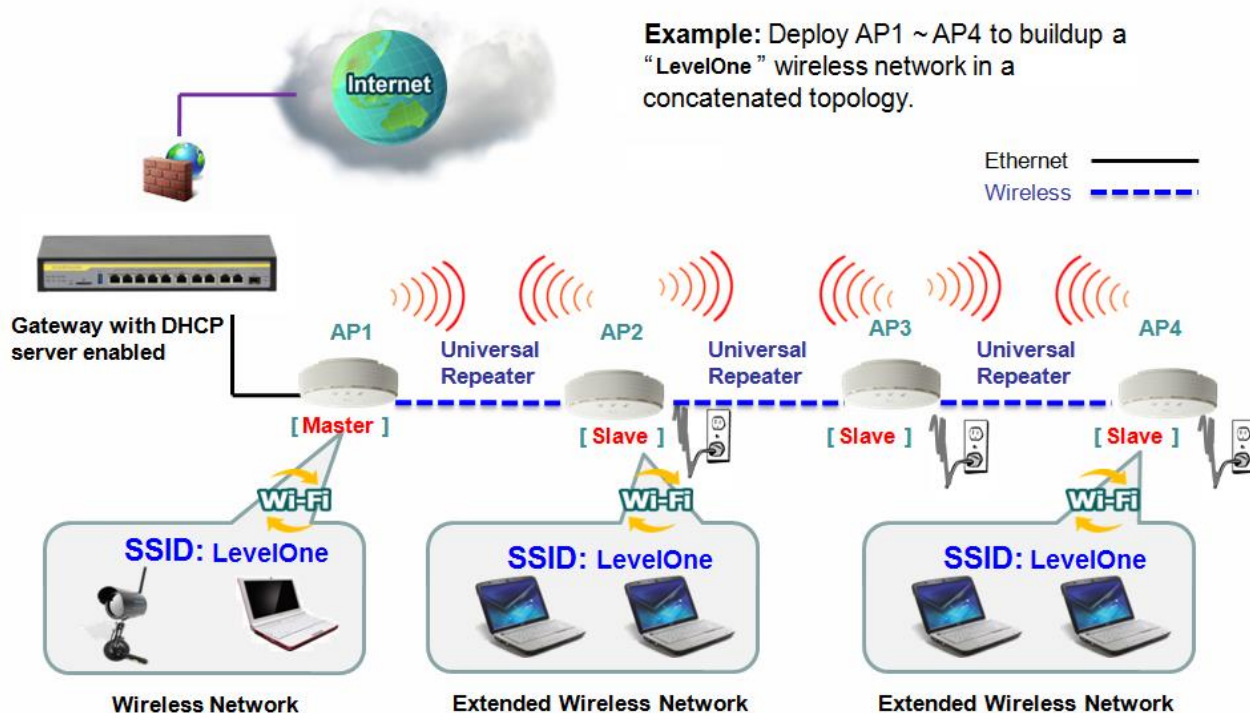 Example: Deploy AP1 ~ AP4 to buildup a
“LevelOne ” wireless network in a
concatenated topology.
Internet
Ethernet
Wireless
Gateway with DHCP
server enabled
AP1
AP2
AP3
AP4
Universal
Repeater
Universal
Repeater
Universal
Repeater
[ Master ]
[ Slave ]
[ Slave ]
[ Slave ]
Wi-Fi
Wi-Fi
Wi-Fi
SSID: LevelOne
SSID: LevelOne
SSID: LevelOne
Wireless Network
Extended Wireless Network
Extended Wireless Network